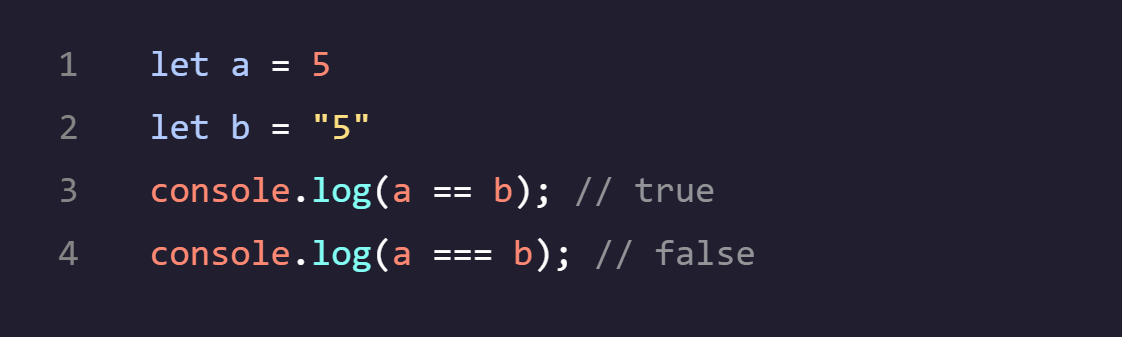 1 let a = 5
2 let b = "5"
3 console.log(a == b); // true
4 console.log(a === b); // false